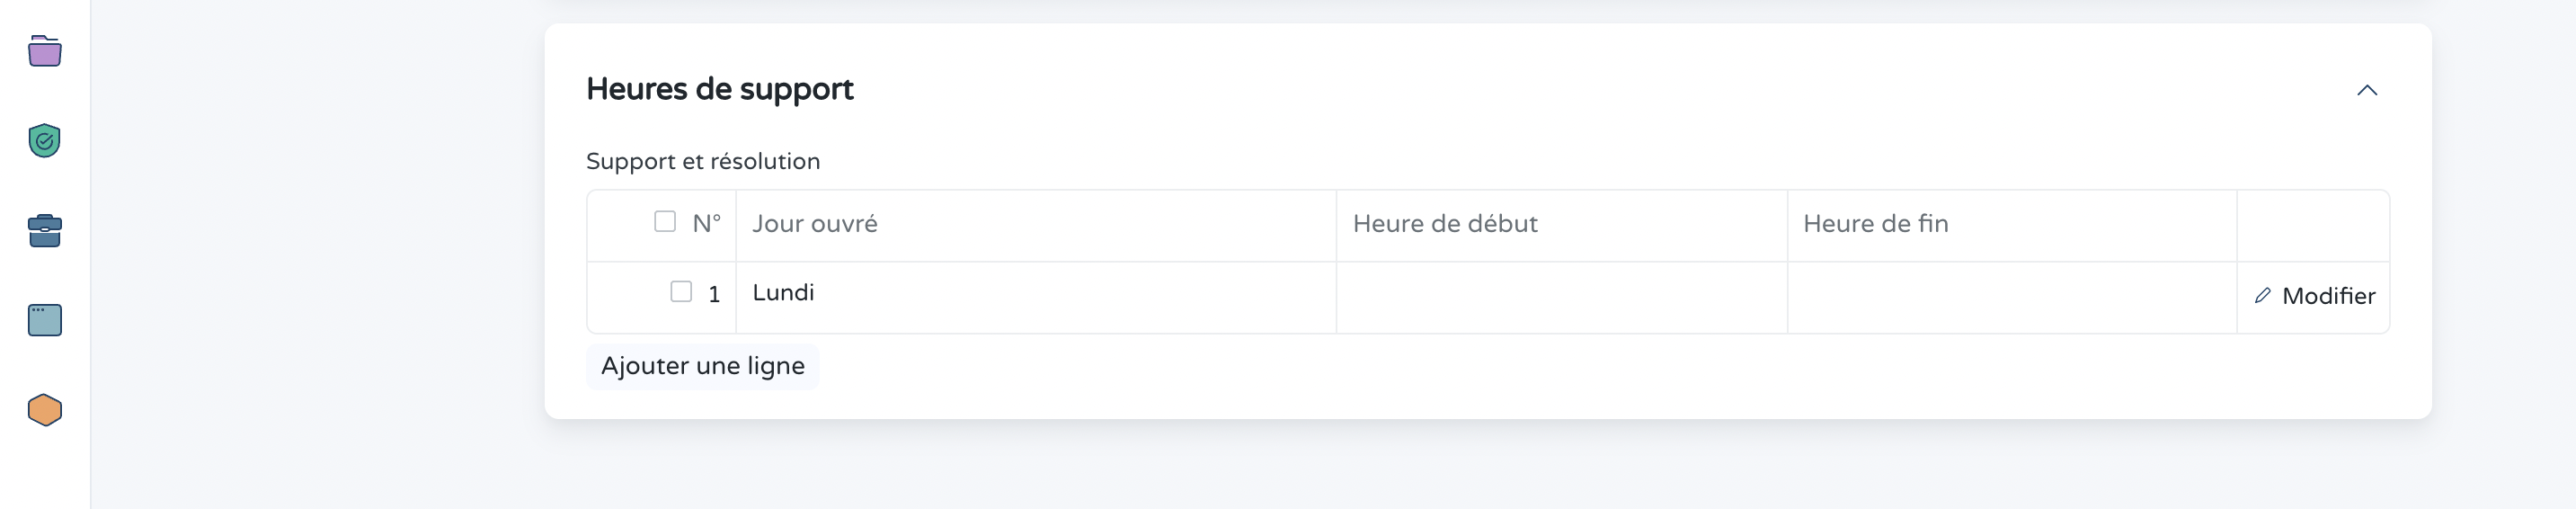 Heures de support
Support et résolution
N° Jour ouvré Heure de début Heure de fin
1 Lundi Modifier
Ajouter une ligne